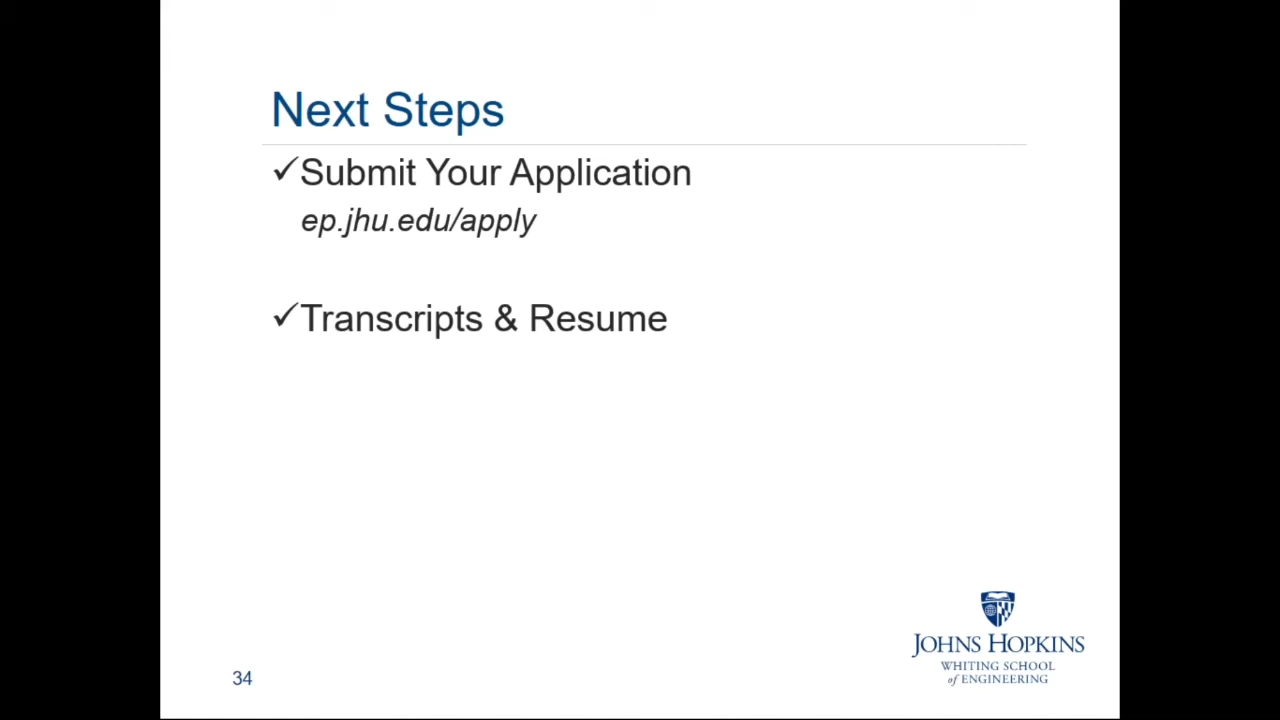 Next Steps
✓Submit Your Application
ep.jhu.edu/apply
✓Transcripts & Resume
JOHNS HOPKINS
WHITING SCHOOL
of ENGINEERING
34